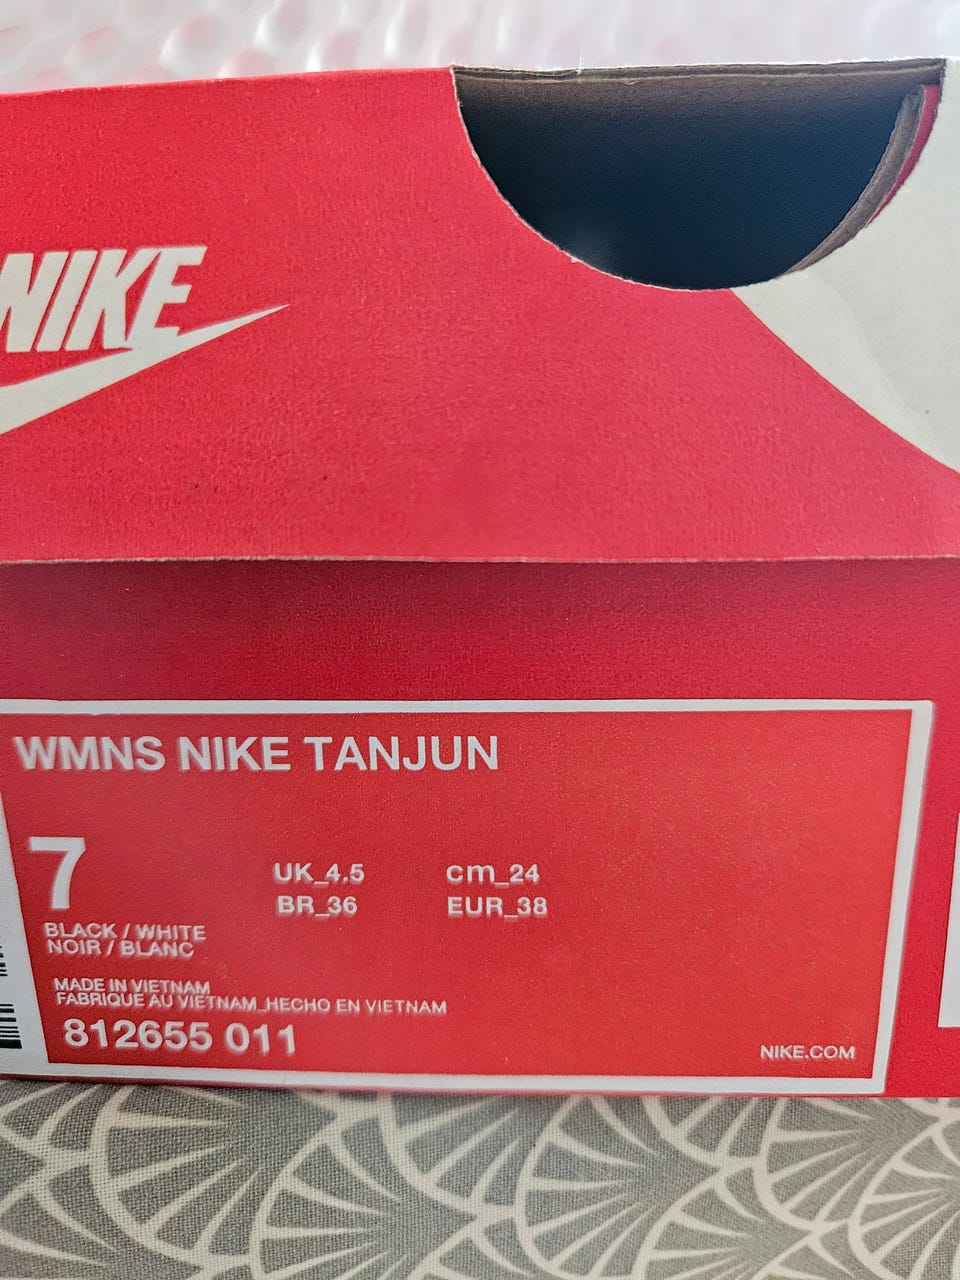 NIKE
WMNS NIKE TANJUN
7
UK_4.5 cm_24
BR_36 EUR_38
BLACK / WHITE
NOIR / BLANC
MADE IN VIETNAM
FABRIQUE AU VIETNAM_HECHO EN VIETNAM
812655 011
NIKE.COM